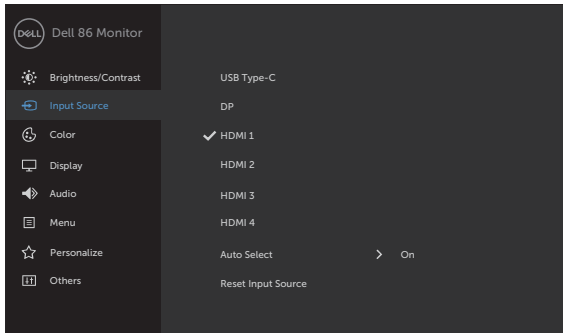 DELL Dell 86 Monitor
Brightness/Contrast
USB Type-C
Input Source
DP
Color
HDMI 1
Display
HDMI 2
Audio
HDMI 3
Menu
HDMI 4
Personalize
Auto Select > On
Others
Reset Input Source